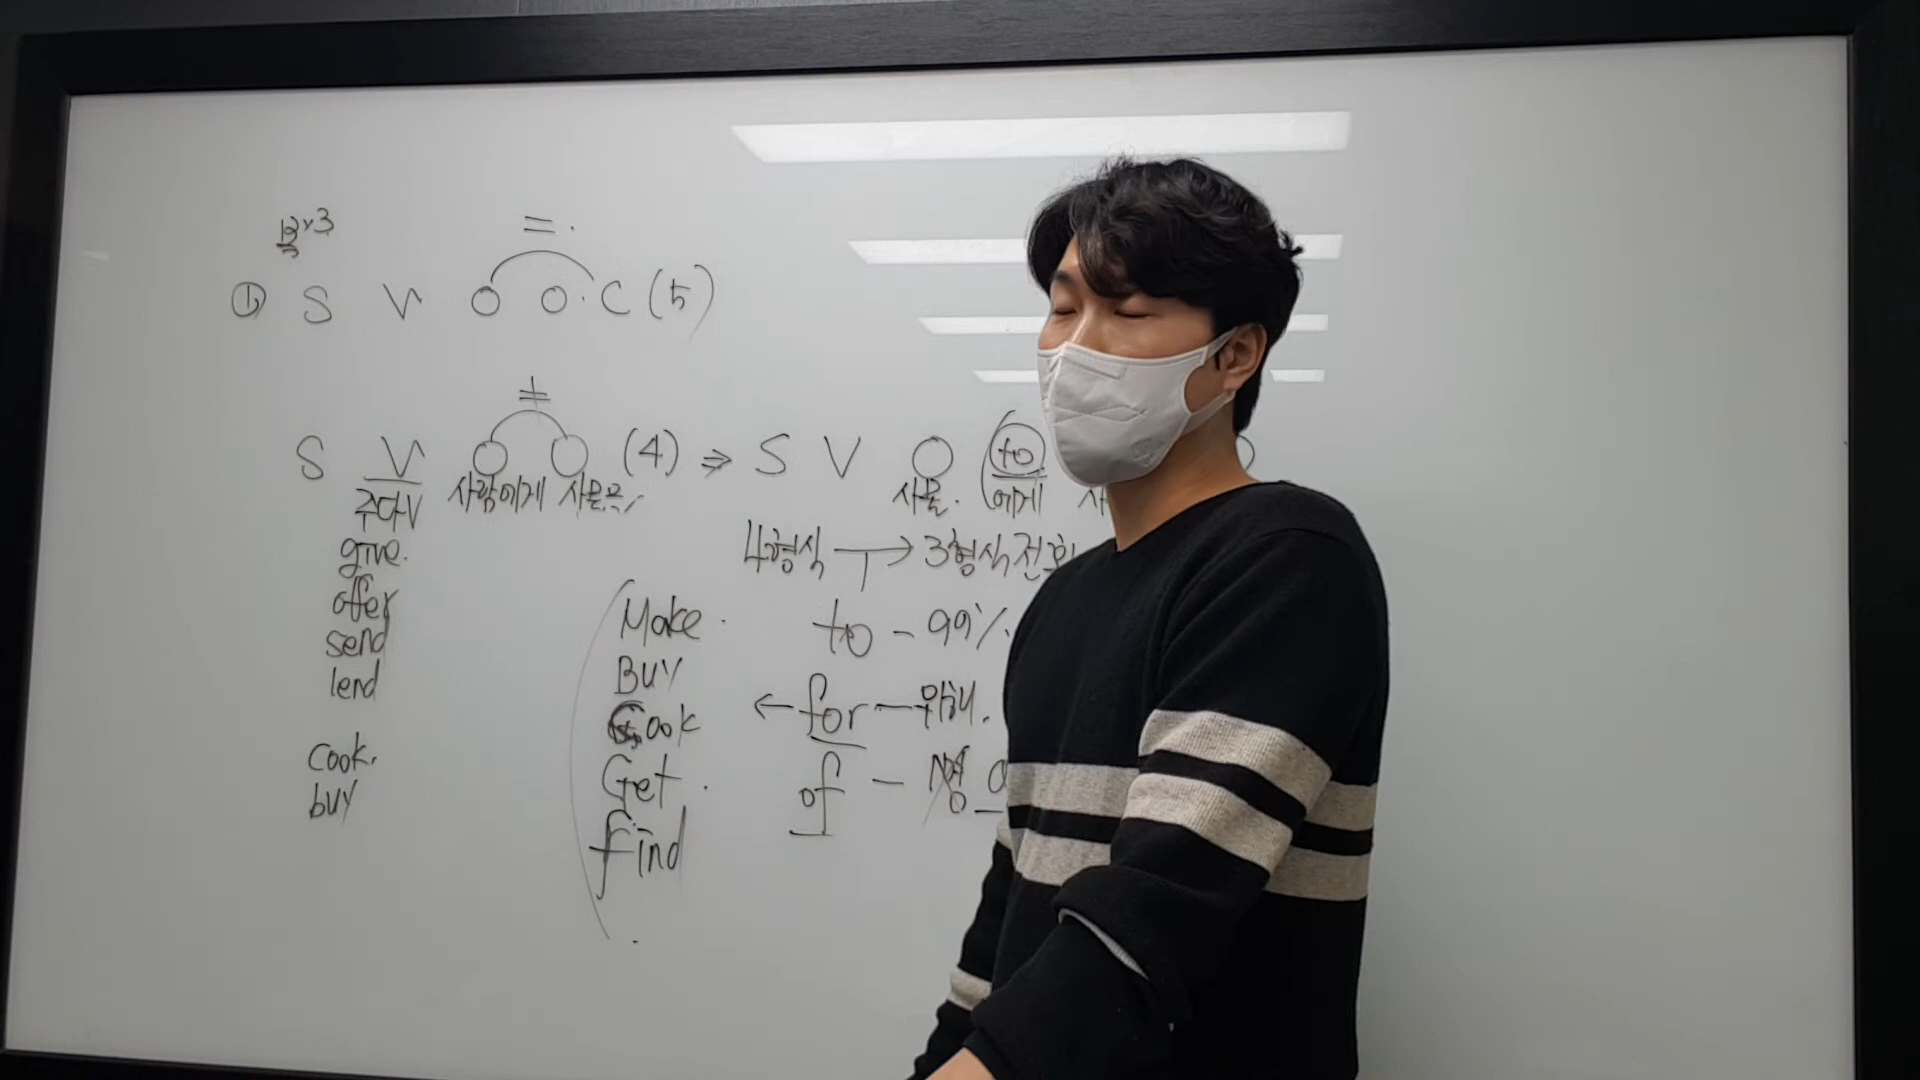 ① S V O O.C (5)
=
S V O O (4) ⇒ S V O (to
≠
주다V 사람에게 사물을 사물. 에게 사
give.
offer
send
lend
cook.
buy
4형식 → 3형식전환
Make. to - 99%
BUY
Cook ← for - 위해.
Get. of -
find